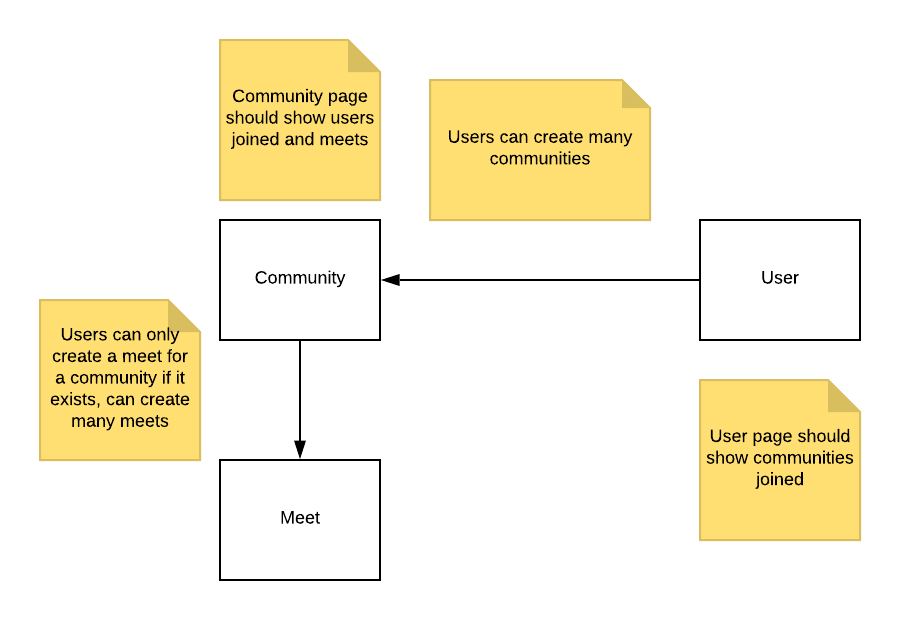 Community page
should show users
joined and meets
Users can create many
communities
Community
User
Users can only
create a meet for
a community if it
exists, can create
many meets
User page should
show communities
joined
Meet